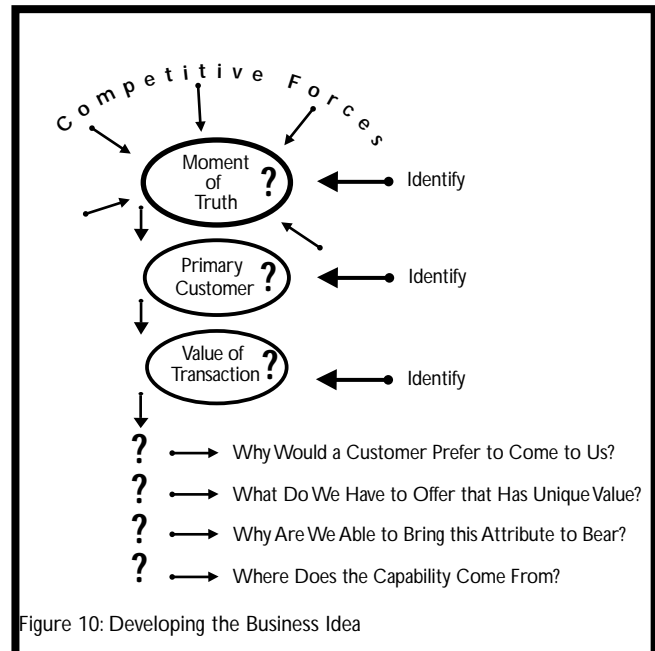 Competitive Forces
Moment
of
Truth
?
Identify
Primary
Customer
?
Identify
Value of
Transaction
?
Identify
? Why Would a Customer Prefer to Come to Us?
? What Do We Have to Offer that Has Unique Value?
? Why Are We Able to Bring this Attribute to Bear?
? Where Does the Capability Come From?
Figure 10: Developing the Business Idea